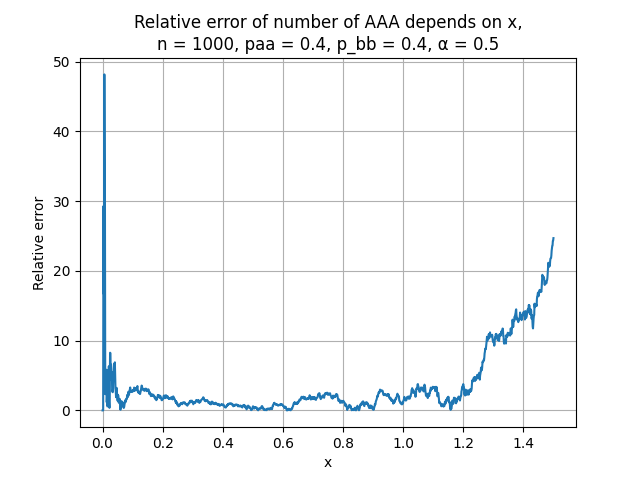 Relative error of number of AAA depends on x,
n = 1000, paa = 0.4, p_bb = 0.4, α = 0.5
50
40
30
20
10
0
Relative error
0.0 0.2 0.4 0.6 0.8 1.0 1.2 1.4
x